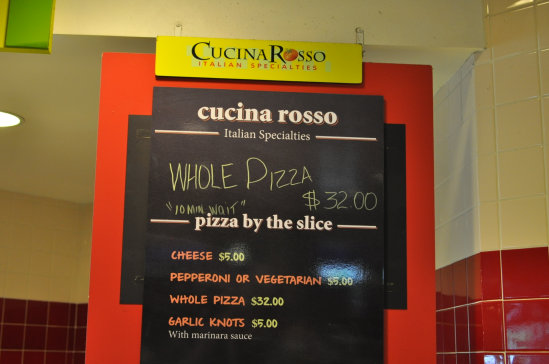 CUCINA ROSSO
ITALIAN SPECIALTIES
cucina rosso
Italian Specialties
WHOLE PIZZA
$32.00
"10 MIN WAIT"
pizza by the slice
CHEESE $5.00
PEPPERONI OR VEGETARIAN $5.00
WHOLE PIZZA $32.00
GARLIC KNOTS $5.00
With marinara sauce